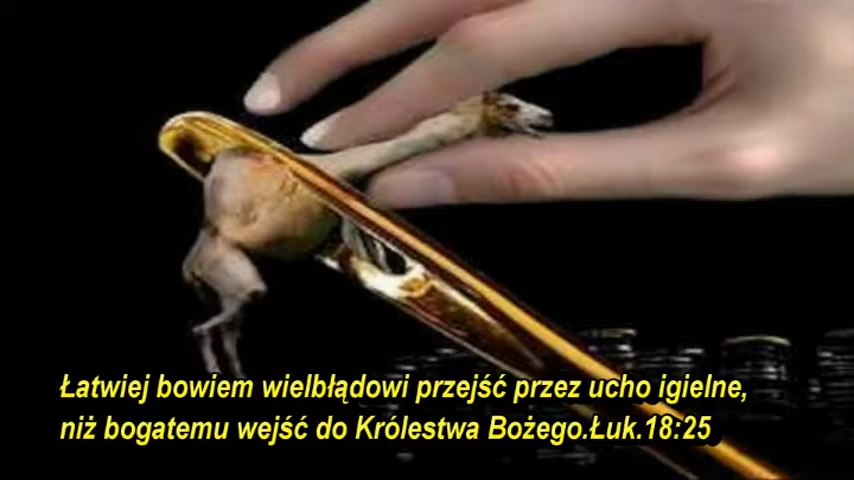 Łatwiej bowiem wielbłądowi przejść przez ucho igielne,
niż bogatemu wejść do Królestwa Bożego.Łuk.18:25